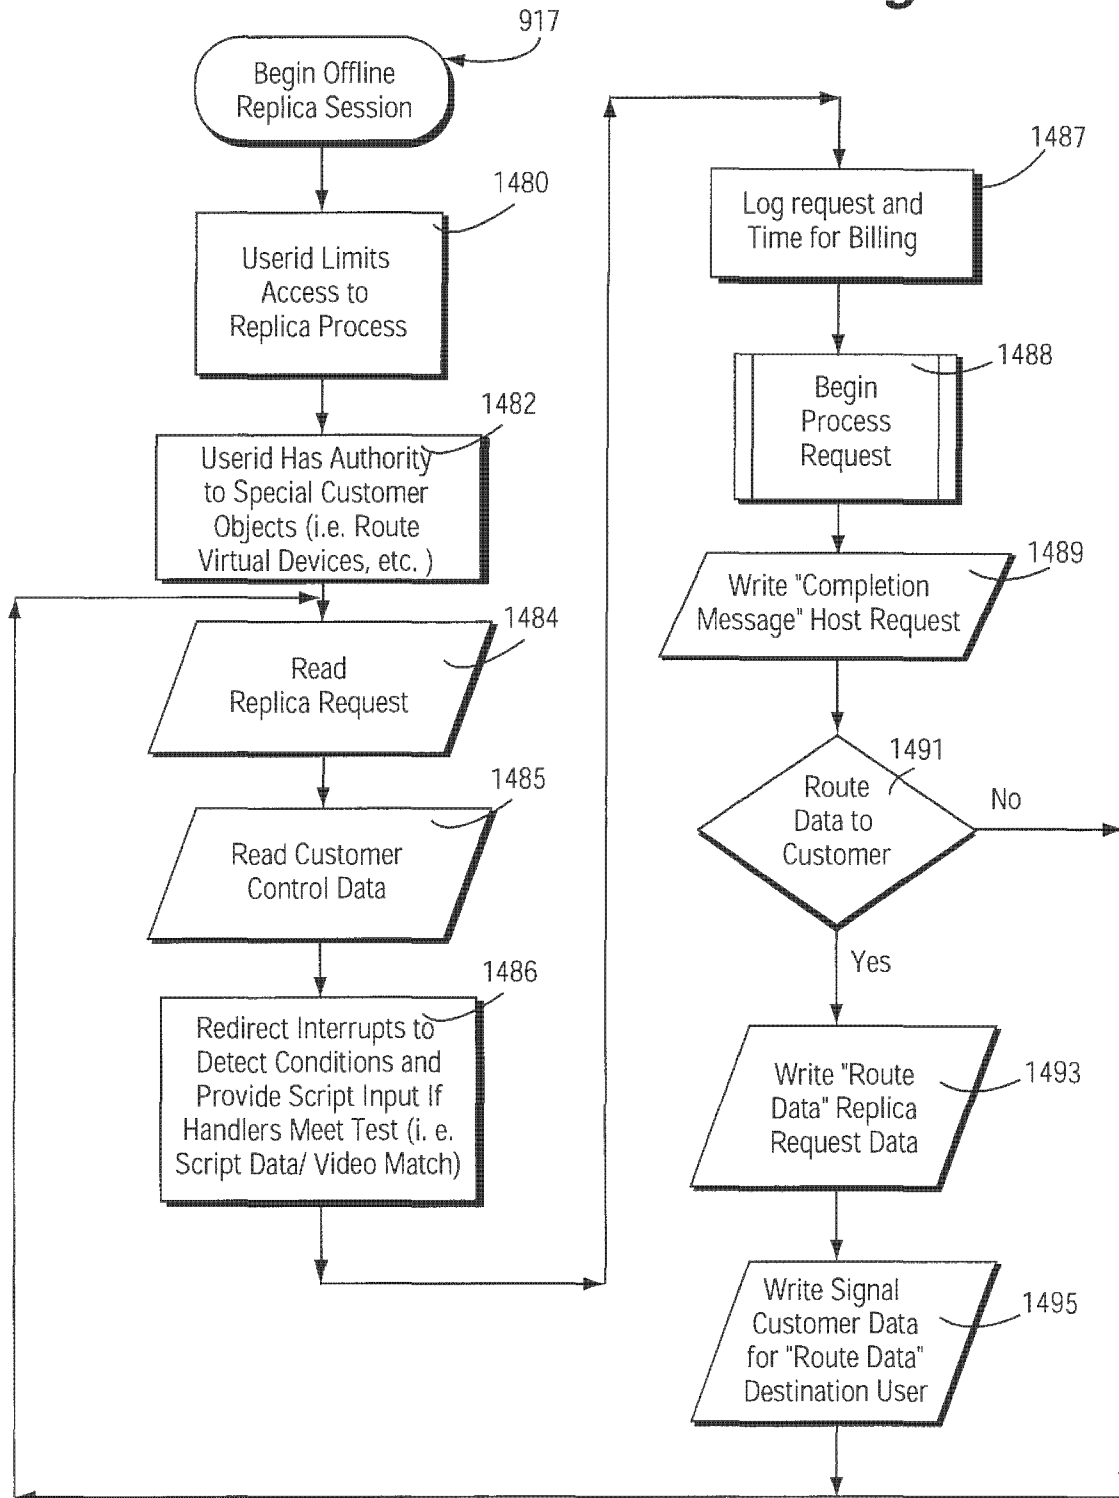 917
Begin Offline
Replica Session
1480
Userid Limits
Access to
Replica Process
1482
Userid Has Authority
to Special Customer
Objects (i.e. Route
Virtual Devices, etc. )
1484
Read
Replica Request
1485
Read Customer
Control Data
1486
Redirect Interrupts to
Detect Conditions and
Provide Script Input If
Handlers Meet Test (i. e.
Script Data/ Video Match)
1487
Log request and
Time for Billing
1488
Begin
Process
Request
1489
Write "Completion
Message" Host Request
1491
Route
Data to
Customer
No
Yes
1493
Write "Route
Data" Replica
Request Data
1495
Write Signal
Customer Data
for "Route Data"
Destination User